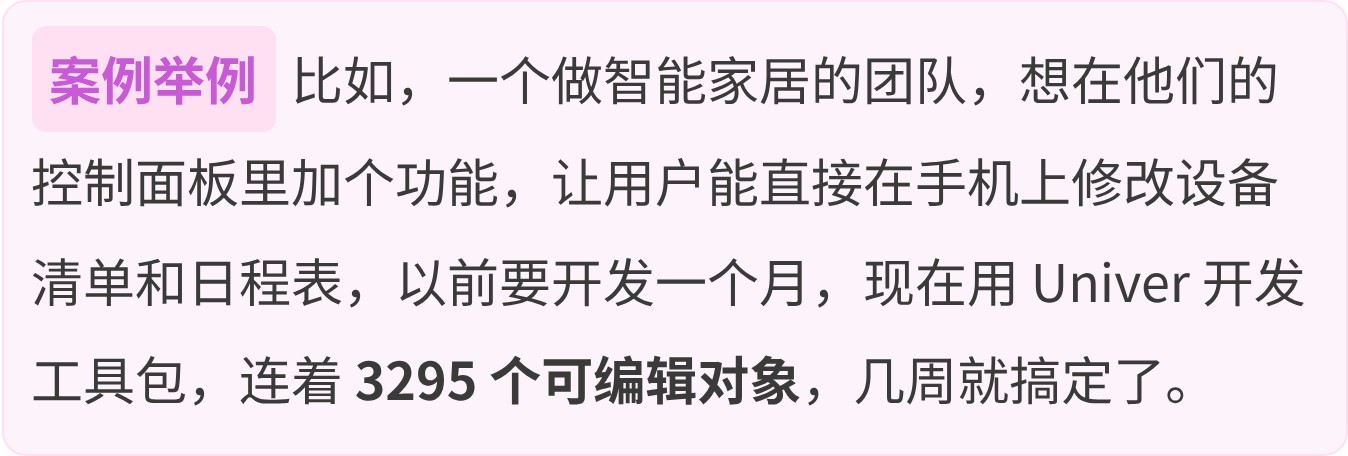 案例举例 比如，一个做智能家居的团队，想在他们的
控制面板里加个功能，让用户能直接在手机上修改设备
清单和日程表，以前要开发一个月，现在用 Univer 开发
工具包，连着 3295 个可编辑对象，几周就搞定了。